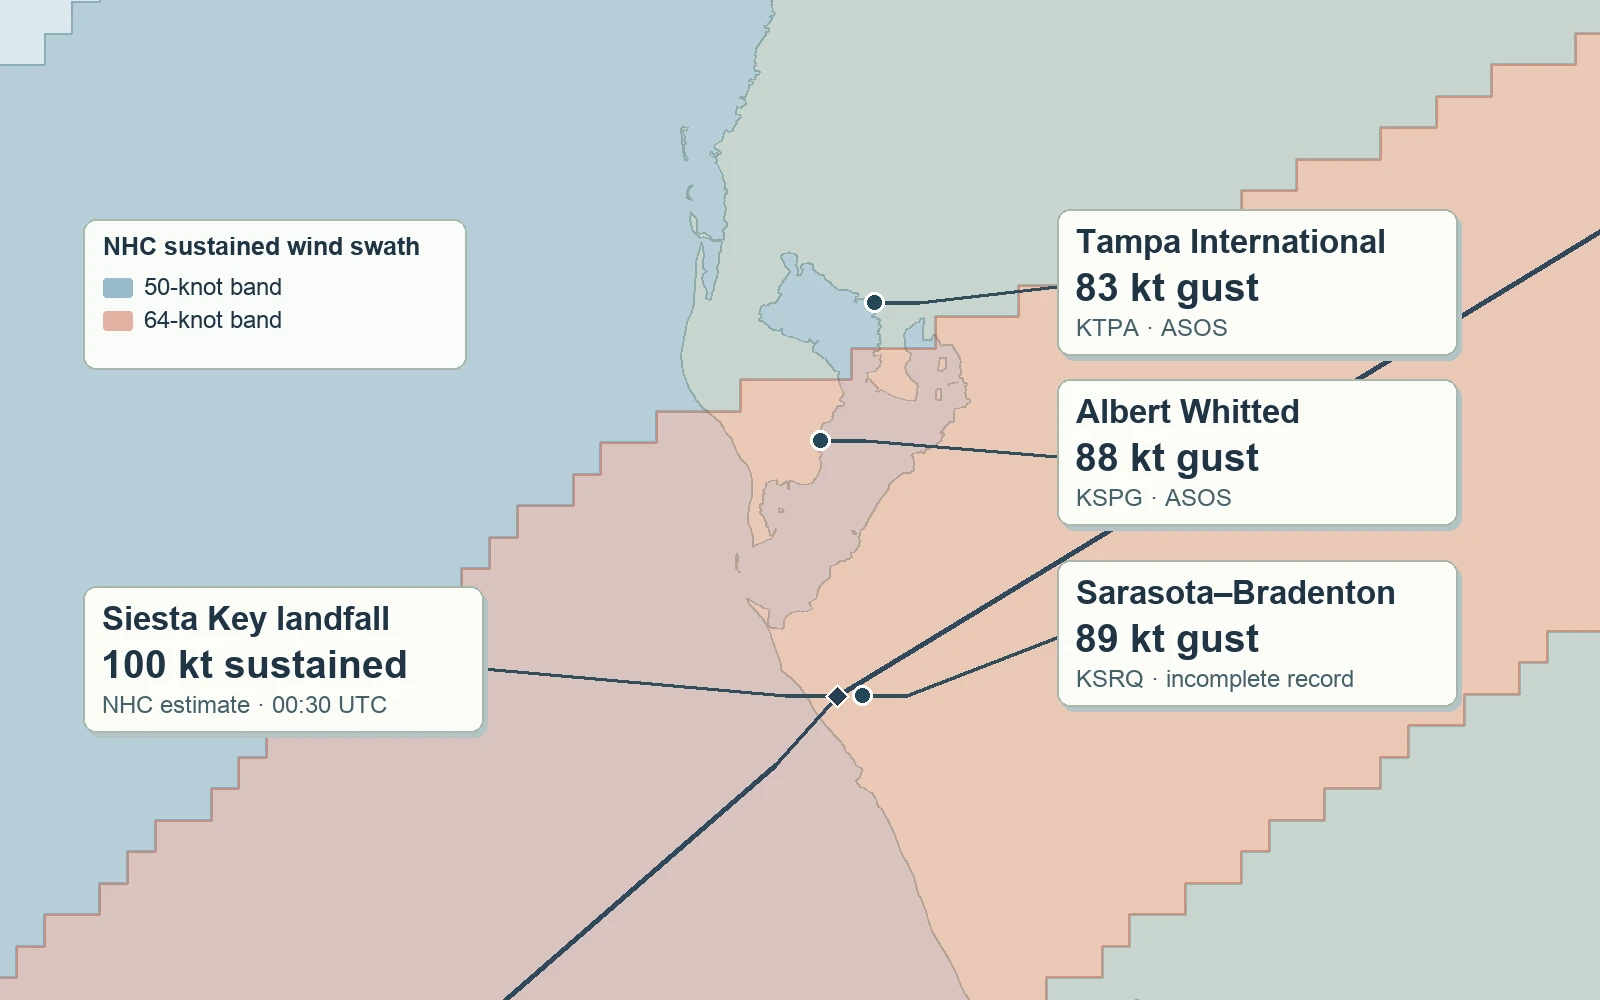 NHC sustained wind swath
50-knot band
64-knot band
Tampa International
83 kt gust
KTPA · ASOS
Albert Whitted
88 kt gust
KSPG · ASOS
Siesta Key landfall
100 kt sustained
NHC estimate · 00:30 UTC
Sarasota–Bradenton
89 kt gust
KSRQ · incomplete record